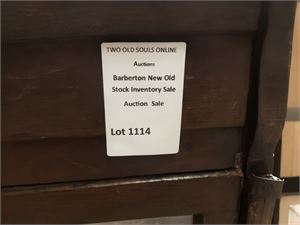 TWO OLD SOULS ONLINE
Auctions
Barberton New Old
Stock Inventory Sale
Auction Sale
Lot 1114